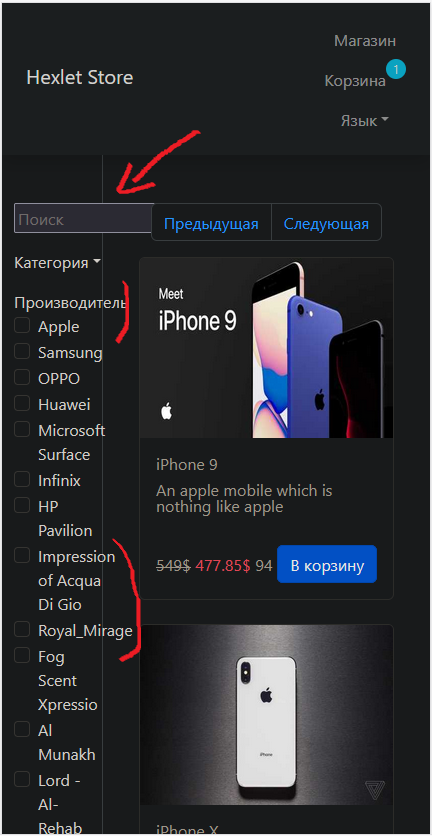 Магазин
Hexlet Store
Корзина 1
Язык
Поиск
Предыдущая Следующая
Категория
Производитель
Apple
Samsung
OPPO
Huawei
Microsoft
Surface
Infinix
HP
Pavilion
Impression
of Acqua
Di Gio
Royal_Mirage
Fog
Scent
Xpressio
Al
Munakh
Lord -
Al-
Rehab
Meet
iPhone 9
iPhone 9
An apple mobile which is
nothing like apple
549$ 477.85$ 94 В корзину
iPhone
iPhone X